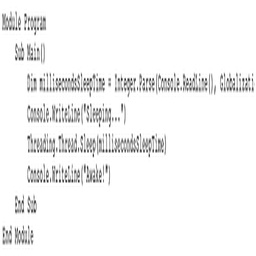 Module Program
Sub Main()
Dim millisecondsSleepTime = Integer.Parse(Console.ReadLine(), Globalizati
Console.WriteLine("Sleeping...")
Threading.Thread.Sleep(millisecondsSleepTime)
Console.WriteLine("Awake!")
End Sub
End Module